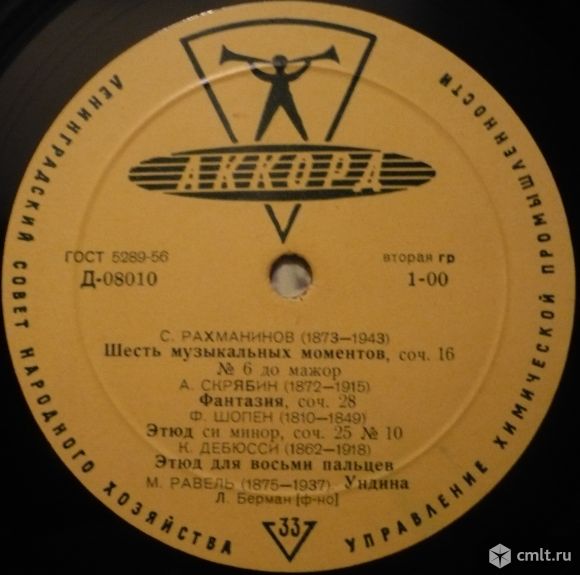 ЛЕНИНГРАДСКИЙ СОВЕТ НАРОДНОГО ХОЗЯЙСТВА
УПРАВЛЕНИЕ ХИМИЧЕСКОЙ ПРОМЫШЛЕННОСТИ
АККОРД
ГОСТ 5289-56
вторая гр
Д-08010
1-00
С. РАХМАНИНОВ (1873—1943)
Шесть музыкальных моментов, соч. 16
№ 6 до мажор
А. СКРЯБИН (1872—1915)
Фантазия, соч. 28
Ф. ШОПЕН (1810—1849)
Этюд си минор, соч. 25 № 10
К. ДЕБЮССИ (1862—1918)
Этюд для восьми пальцев
М. РАВЕЛЬ (1875—1937) Ундина
Л. Берман [ф-но]
33
cmlt.ru